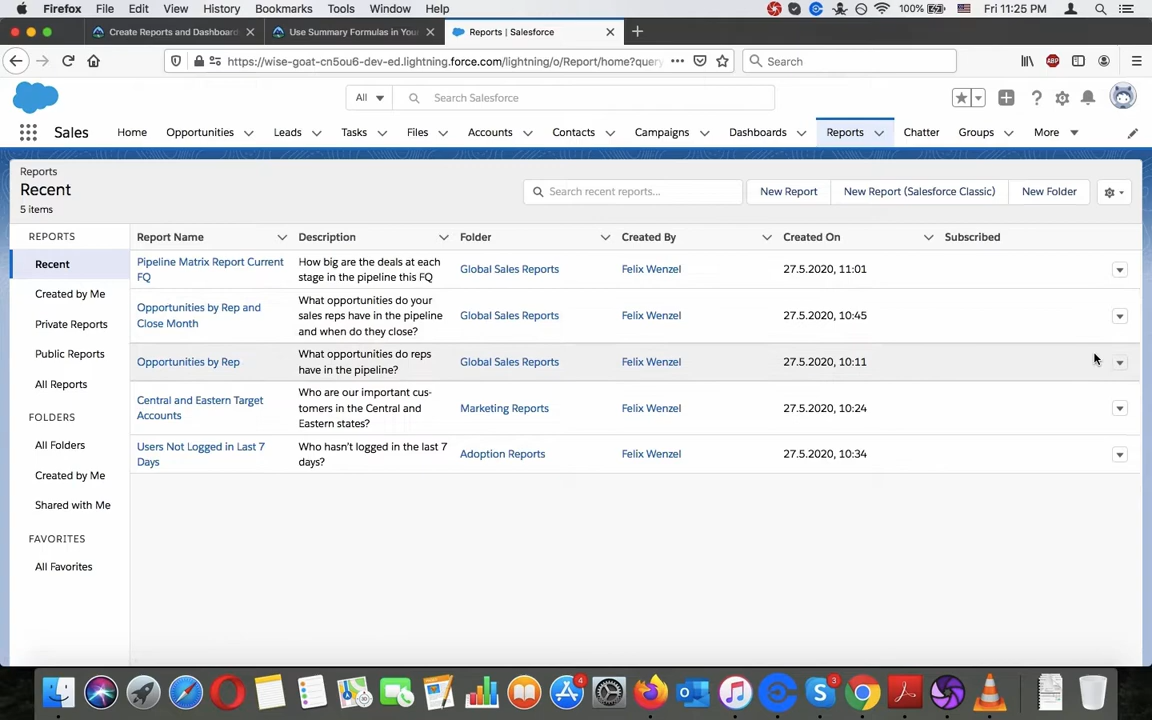 Firefox File Edit View History Bookmarks Tools Window Help
100% Fri 11:25 PM
Create Reports and Dashboard
Use Summary Formulas in You
Reports | Salesforce
https://wise-goat-cn5ou6-dev-ed.lightning.force.com/lightning/o/Report/home?query
Search
ABP
All
Search Salesforce
Sales
Home Opportunities Leads Tasks Files Accounts Contacts Campaigns Dashboards Reports Chatter Groups More
Reports
Recent
5 items
Search recent reports...
New Report
New Report (Salesforce Classic)
New Folder
REPORTS
Recent
Created by Me
Private Reports
Public Reports
All Reports
FOLDERS
All Folders
Created by Me
Shared with Me
FAVORITES
All Favorites
Report Name Description Folder Created By Created On Subscribed
Pipeline Matrix Report Current
FQ
How big are the deals at each
stage in the pipeline this FQ
Global Sales Reports
Felix Wenzel
27.5.2020, 11:01
Opportunities by Rep and
Close Month
What opportunities do your
sales reps have in the pipeline
and when do they close?
Global Sales Reports
Felix Wenzel
27.5.2020, 10:45
Opportunities by Rep
What opportunities do reps
have in the pipeline?
Global Sales Reports
Felix Wenzel
27.5.2020, 10:11
Central and Eastern Target
Accounts
Who are our important cus-
tomers in the Central and
Eastern states?
Marketing Reports
Felix Wenzel
27.5.2020, 10:24
Users Not Logged in Last 7
Days
Who hasn't logged in the last 7
days?
Adoption Reports
Felix Wenzel
27.5.2020, 10:34
4
3